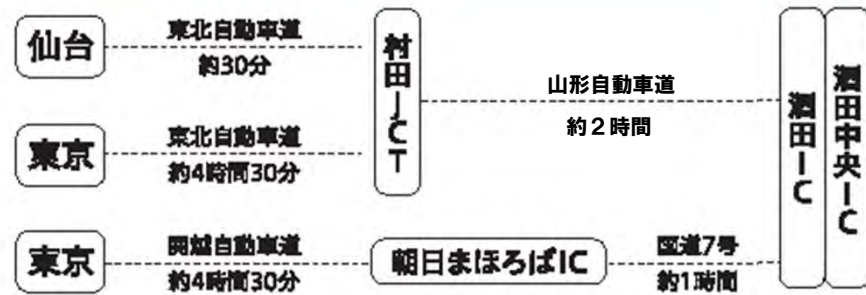 仙台
東北自動車道
約30分
村田JCT
山形自動車道
約2時間
酒田IC
酒田中央IC
東京
東北自動車道
約4時間30分
東京
関越自動車道
約4時間30分
朝日まほろばIC
国道7号
約1時間